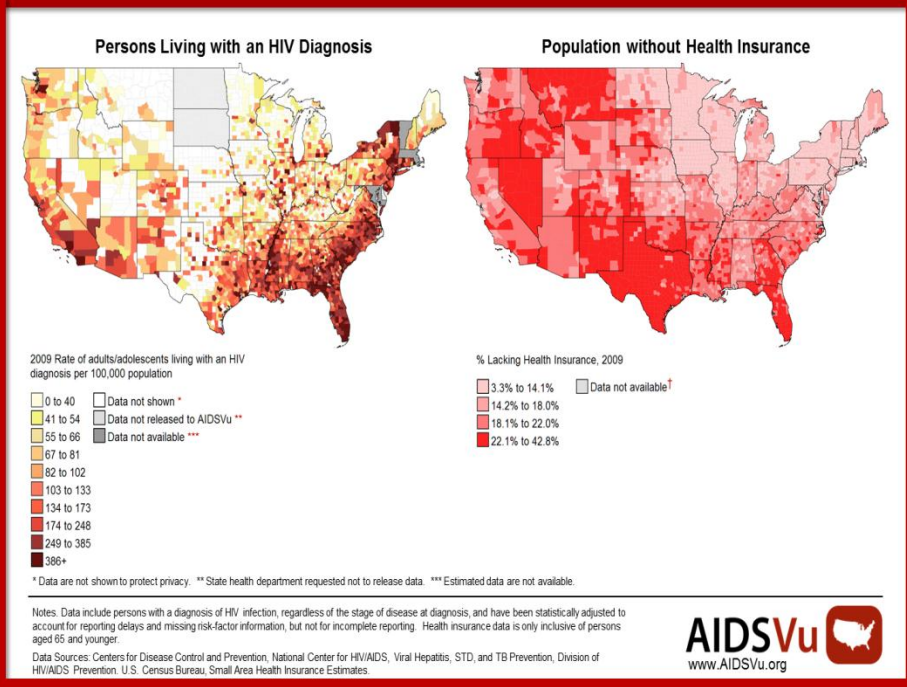 Persons Living with an HIV Diagnosis
Population without Health Insurance
2009 Rate of adults/adolescents living with an HIV
diagnosis per 100,000 population
0 to 40
41 to 54
55 to 66
67 to 81
82 to 102
103 to 133
134 to 173
174 to 248
249 to 385
386+
Data not shown *
Data not released to AIDSVu **
Data not available ***
% Lacking Health Insurance, 2009
3.3% to 14.1%
14.2% to 18.0%
18.1% to 22.0%
22.1% to 42.8%
Data not available†
* Data are not shown to protect privacy. ** State health department requested not to release data. *** Estimated data are not available.
Notes. Data include persons with a diagnosis of HIV infection, regardless of the stage of disease at diagnosis, and have been statistically adjusted to
account for reporting delays and missing risk-factor information, but not for incomplete reporting. Health insurance data is only inclusive of persons
aged 65 and younger.
Data Sources: Centers for Disease Control and Prevention, National Center for HIV/AIDS, Viral Hepatitis, STD, and TB Prevention, Division of
HIV/AIDS Prevention. U.S. Census Bureau, Small Area Health Insurance Estimates.
AIDSVu
www.AIDSVu.org